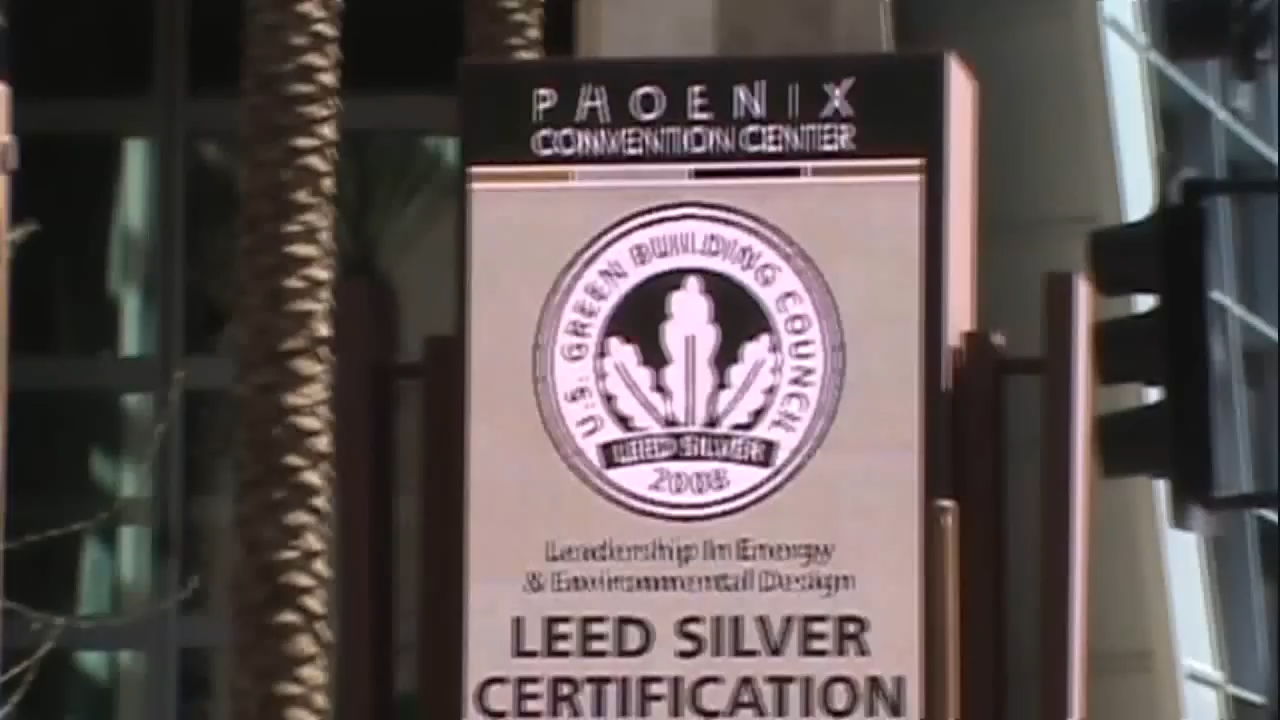 PHOENIX
CONVENTION CENTER
U.S. GREEN BUILDING COUNCIL
LEED SILVER
2008
Leadership in Energy
& Environmental Design
LEED SILVER
CERTIFICATION